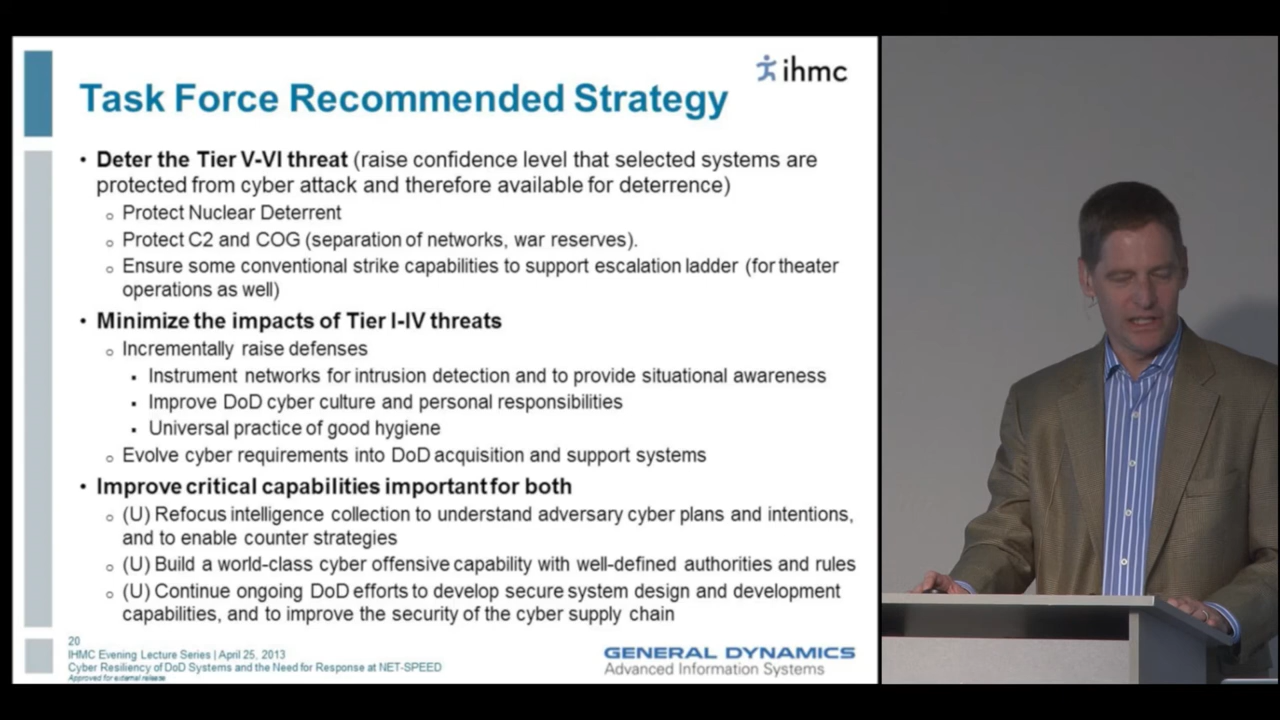 ihmc
Task Force Recommended Strategy
• Deter the Tier V-VI threat (raise confidence level that selected systems are
protected from cyber attack and therefore available for deterrence)
o Protect Nuclear Deterrent
o Protect C2 and COG (separation of networks, war reserves).
o Ensure some conventional strike capabilities to support escalation ladder (for theater
operations as well)
• Minimize the impacts of Tier I-IV threats
o Incrementally raise defenses
▪ Instrument networks for intrusion detection and to provide situational awareness
▪ Improve DoD cyber culture and personal responsibilities
▪ Universal practice of good hygiene
o Evolve cyber requirements into DoD acquisition and support systems
• Improve critical capabilities important for both
o (U) Refocus intelligence collection to understand adversary cyber plans and intentions,
and to enable counter strategies
o (U) Build a world-class cyber offensive capability with well-defined authorities and rules
o (U) Continue ongoing DoD efforts to develop secure system design and development
capabilities, and to improve the security of the cyber supply chain
20
IHMC Evening Lecture Series | April 25, 2013
Cyber Resiliency of DoD Systems and the Need for Response at NET-SPEED
Approved for external release
GENERAL DYNAMICS
Advanced Information Systems